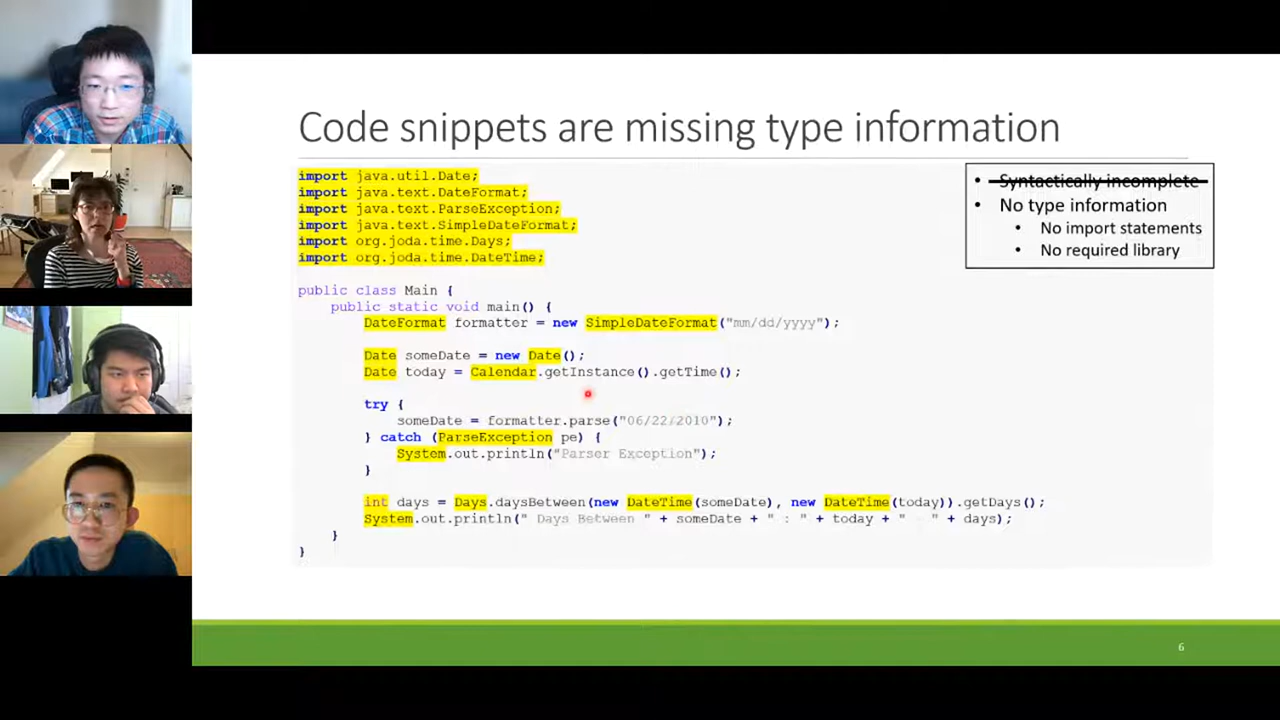 Code snippets are missing type information
import java.util.Date;
import java.text.DateFormat;
import java.text.ParseException;
import java.text.SimpleDateFormat;
import org.joda.time.Days;
import org.joda.time.DateTime;
• Syntactically incomplete
• No type information
• No import statements
• No required library
public class Main {
public static void main() {
DateFormat formatter = new SimpleDateFormat("mm/dd/yyyy");
Date someDate = new Date();
Date today = Calendar.getInstance().getTime();
try {
someDate = formatter.parse("06/22/2010");
} catch (ParseException pe) {
System.out.println("Parser Exception");
}
int days = Days.daysBetween(new DateTime(someDate), new DateTime(today)).getDays();
System.out.println(" Days Between " + someDate + " : " + today + " - " + days);
}
}
6